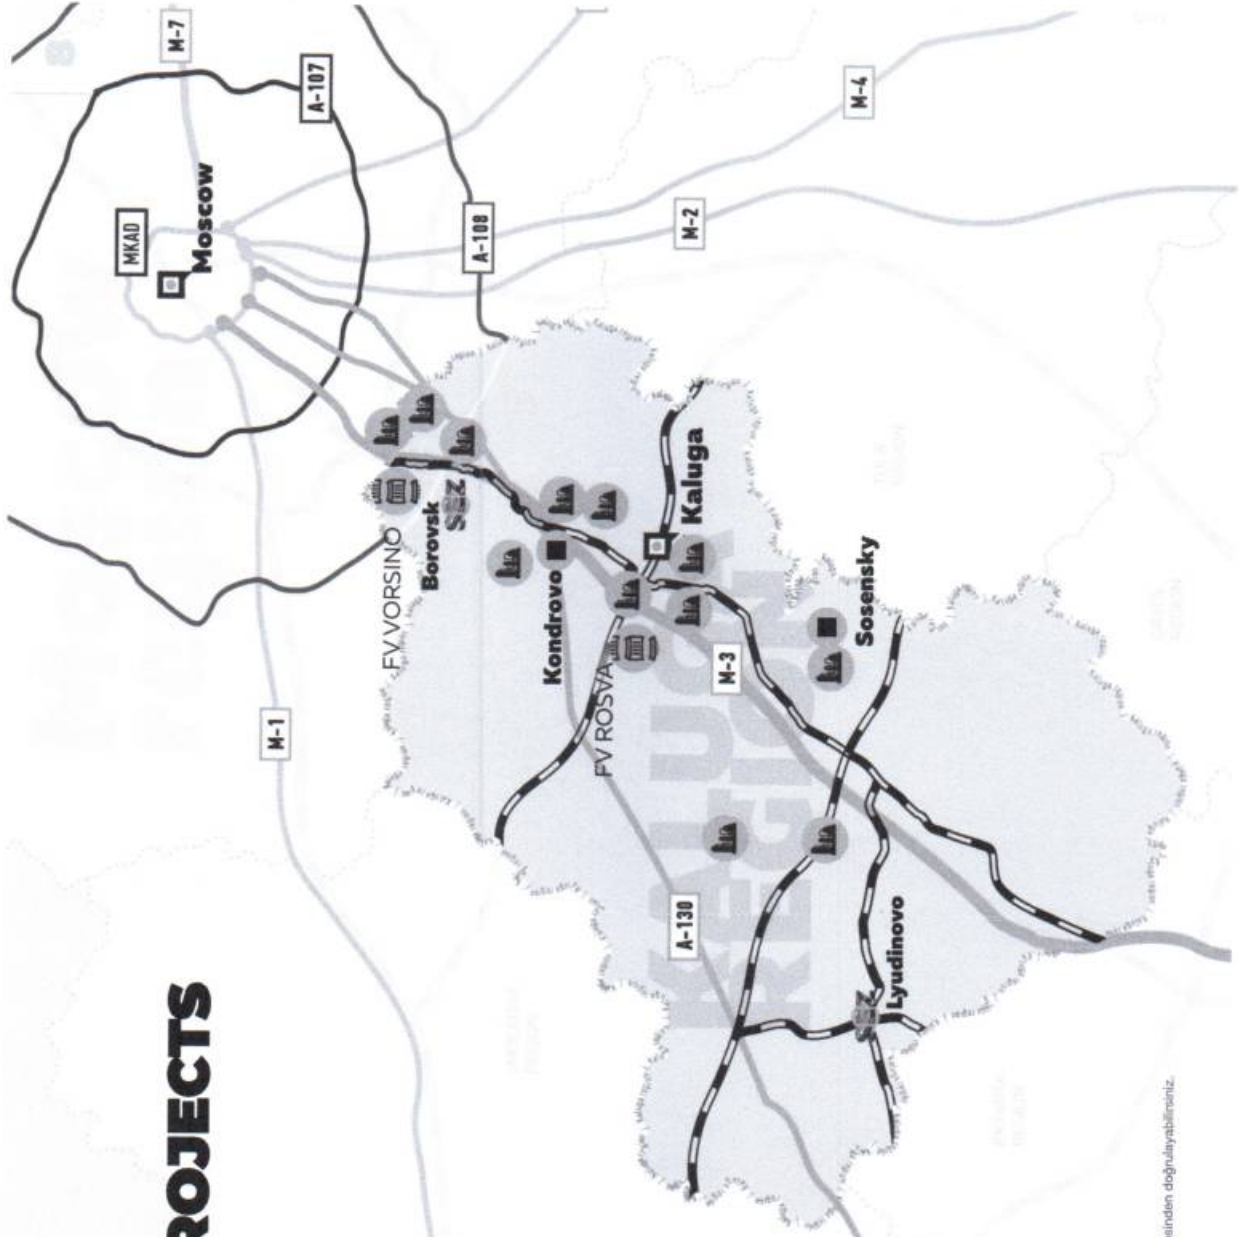 ROJECTS
M-7
A-107
MKAD
Moscow
A-108
M-4
M-2
M-1
FV VORSINO
Borovsk
SEZ
Kondrovo
Kaluga
FV ROSVA
M-3
Sosensky
KALUGA
REGION
A-130
Lyudinovo
SEZ
sinden doğrulayabilirsiniz.